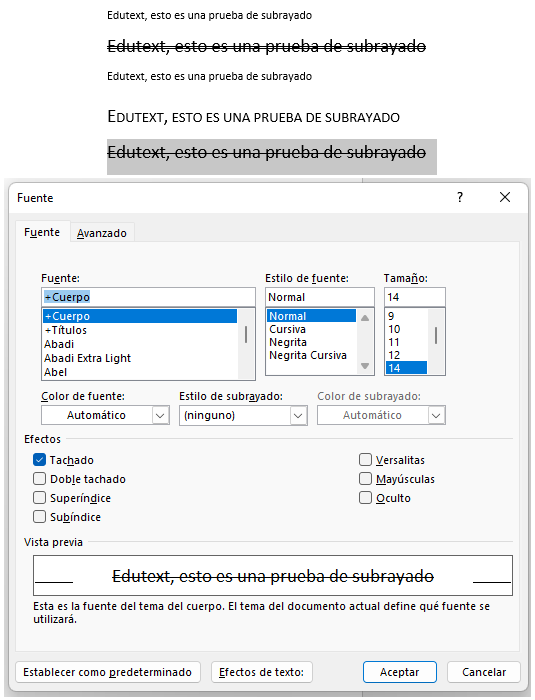 Edutext, esto es una prueba de subrayado
Edutext, esto es una prueba de subrayado
Edutext, esto es una prueba de subrayado
EDUTEXT, ESTO ES UNA PRUEBA DE SUBRAYADO
Edutext, esto es una prueba de subrayado
Fuente ?
Fuente Avanzado
Fuente: Estilo de fuente: Tamaño:
+Cuerpo Normal 14
+Cuerpo Normal 9
+Títulos Cursiva 10
Abadi Negrita 11
Abadi Extra Light Negrita Cursiva 12
Abel 14
Color de fuente: Estilo de subrayado: Color de subrayado:
Automático (ninguno) Automático
Efectos
Tachado Versalitas
Doble tachado Mayúsculas
Superíndice Oculto
Subíndice
Vista previa
Edutext, esto es una prueba de subrayado
Esta es la fuente del tema del cuerpo. El tema del documento actual define qué fuente se
utilizará.
Establecer como predeterminado Efectos de texto: Aceptar Cancelar